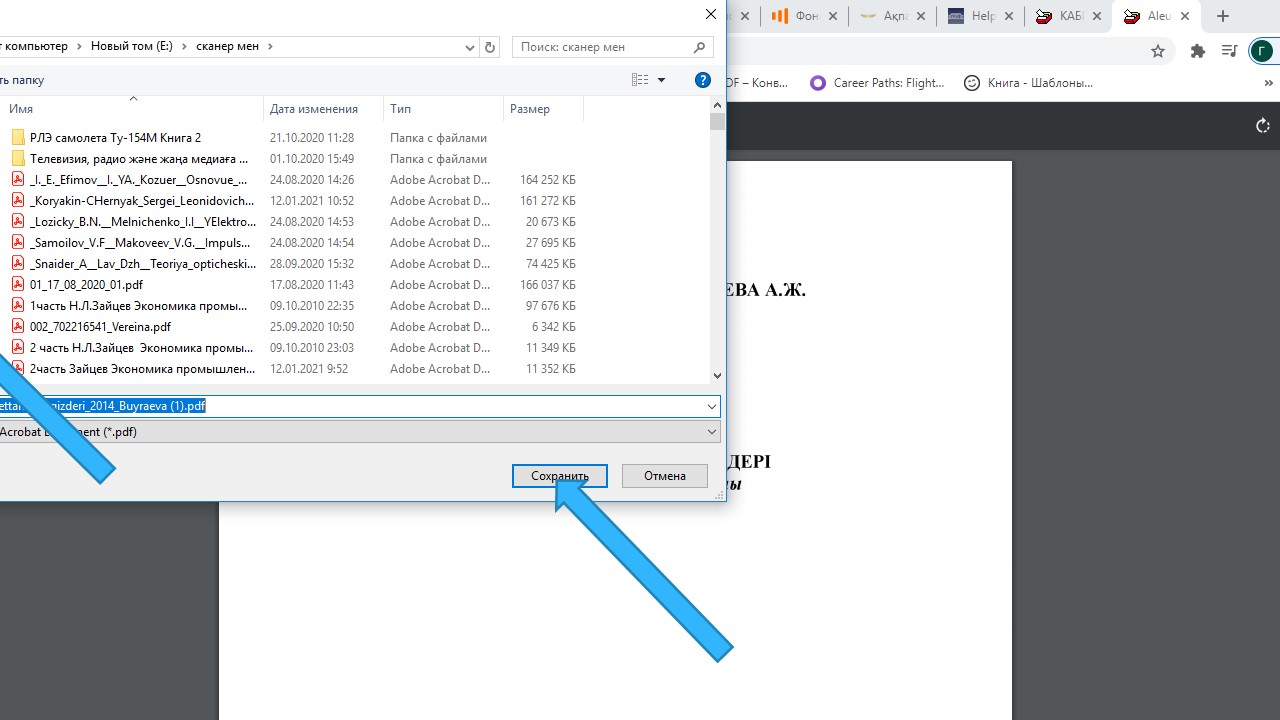 Фон
Ақпа
Help
КАБІ
Aleu
Г
т компьютер > Новый том (E:) > сканер мен >
Поиск: сканер мен
ть папку
?
DF – Конв...
Career Paths: Flight...
Книга - Шаблоны...
»
Имя Дата изменения Тип Размер
РЛЭ самолета Ту-154М Книга 2 21.10.2020 11:28 Папка с файлами
Телевизия, радио және жаңа медиаға ... 01.10.2020 15:49 Папка с файлами
_I._E._Efimov__I._YA._Kozuer__Osnovue_... 24.08.2020 14:26 Adobe Acrobat D... 164 252 КБ
_Koryakin-CHernyak_Sergei_Leonidovich... 12.01.2021 10:52 Adobe Acrobat D... 161 272 КБ
_Lozicky_B.N.__Melnichenko_I.I__YElektro... 24.08.2020 14:53 Adobe Acrobat D... 20 673 КБ
_Samoilov_V.F__Makoveev_V.G.__Impuls... 24.08.2020 14:54 Adobe Acrobat D... 27 695 КБ
_Snaider_A__Lav_Dzh__Teoriya_opticheski... 28.09.2020 15:32 Adobe Acrobat D... 74 425 КБ
01_17_08_2020_01.pdf 17.08.2020 11:43 Adobe Acrobat D... 166 037 КБ
1часть Н.Л.Зайцев Экономика промы... 09.10.2010 22:35 Adobe Acrobat D... 97 676 КБ
002_702216541_Vereina.pdf 25.09.2020 10:50 Adobe Acrobat D... 6 342 КБ
2 часть Н.Л.Зайцев Экономика промы... 09.10.2010 23:03 Adobe Acrobat D... 11 349 КБ
2часть Зайцев Экономика промышлен... 12.01.2021 9:52 Adobe Acrobat D... 11 352 КБ
izderi_2014_Buyraeva (1).pdf
Acrobat (*.pdf)
Сохранить Отмена
ЕВА А.Ж.
ДЕРІ
ы